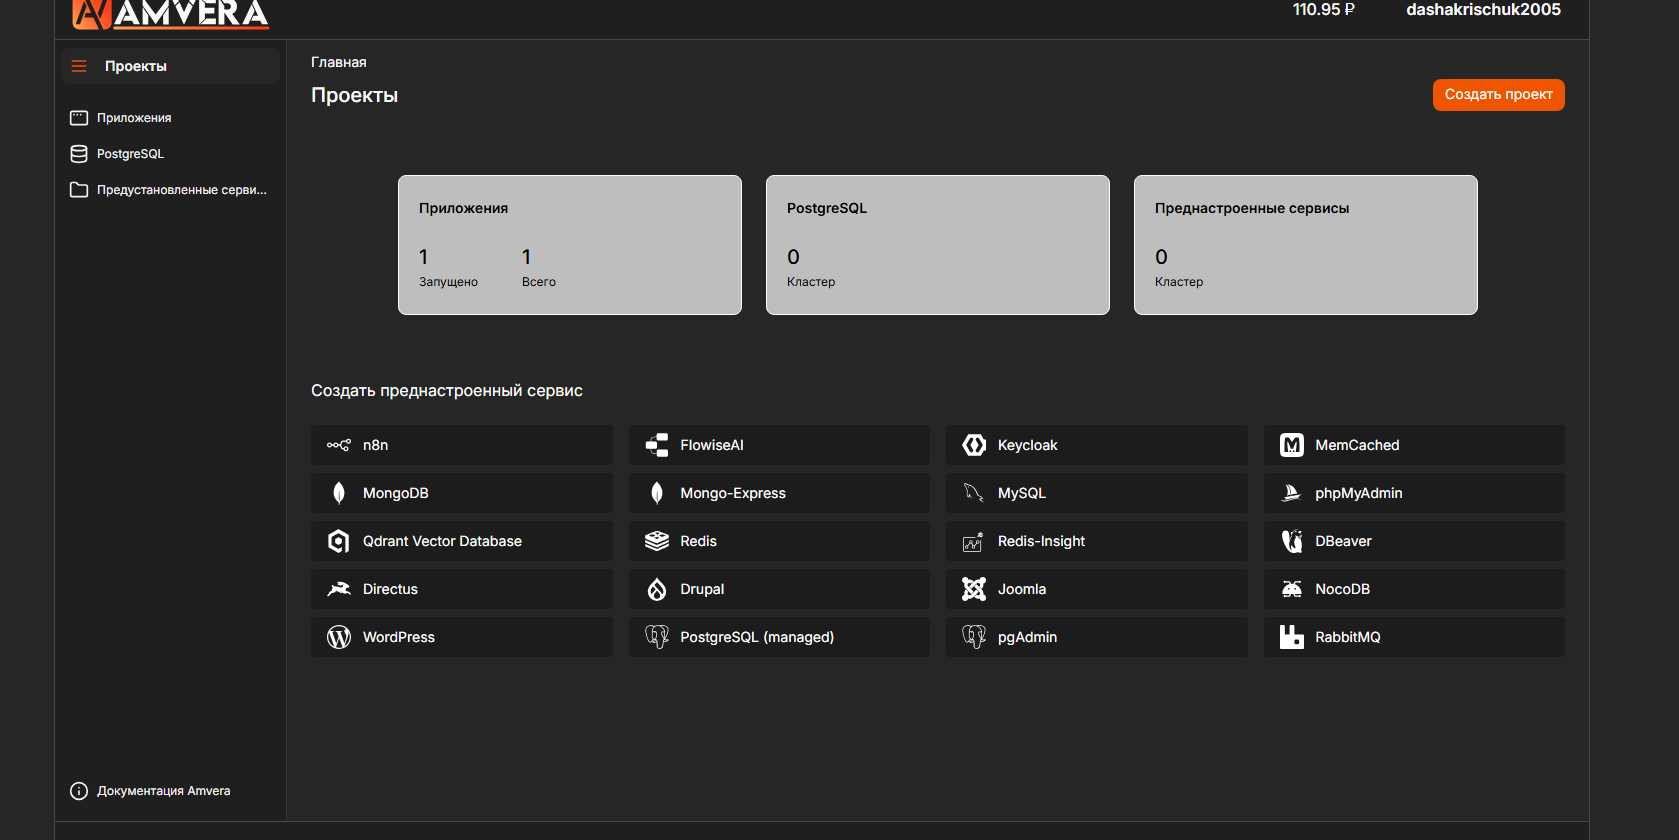 AMVERA
110.95 ₽
dashakrischuk2005
Проекты
Приложения
PostgreSQL
Предустановленные серви...
Главная
Проекты
Создать проект
Приложения
1
Запущено
1
Всего
PostgreSQL
0
Кластер
Преднастроенные сервисы
0
Кластер
Создать преднастроенный сервис
n8n
FlowiseAI
Keycloak
MemCached
MongoDB
Mongo-Express
MySQL
phpMyAdmin
Qdrant Vector Database
Redis
Redis-Insight
DBeaver
Directus
Drupal
Joomla
NocoDB
WordPress
PostgreSQL (managed)
pgAdmin
RabbitMQ
Документация Amvera